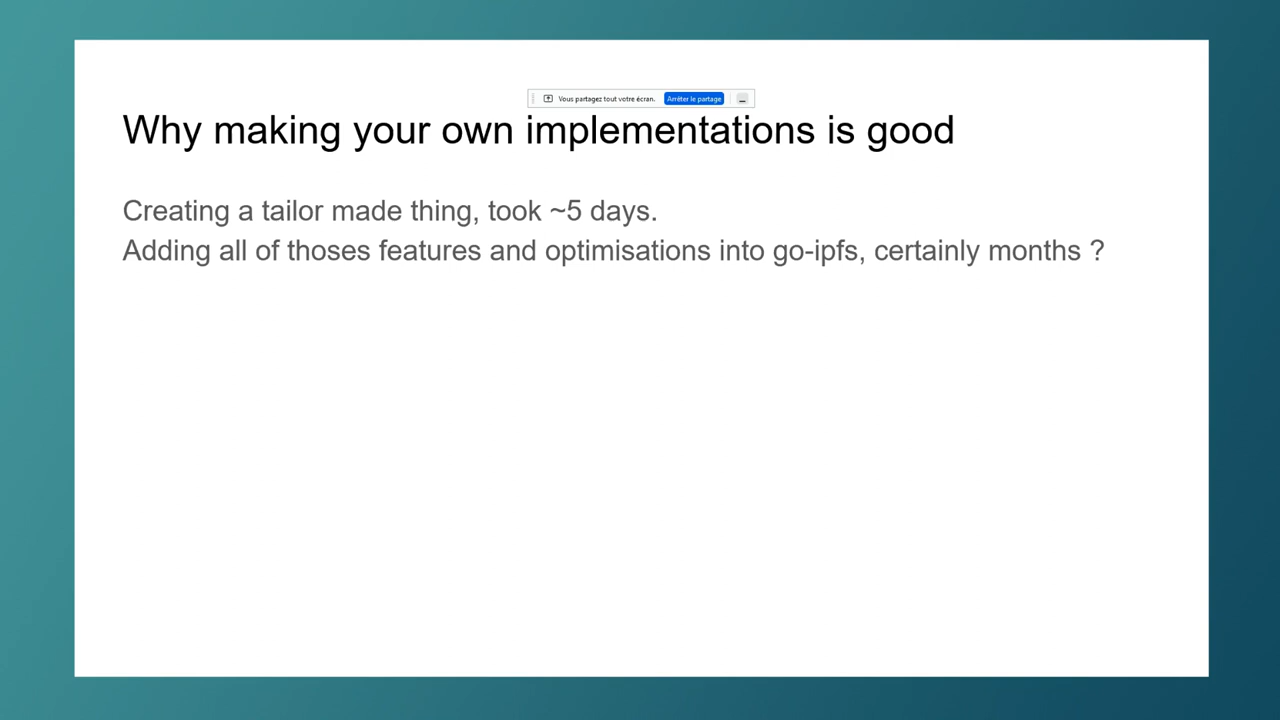 Vous partagez tout votre écran. Arrêter le partage
Why making your own implementations is good
Creating a tailor made thing, took ~5 days.
Adding all of thoses features and optimisations into go-ipfs, certainly months ?